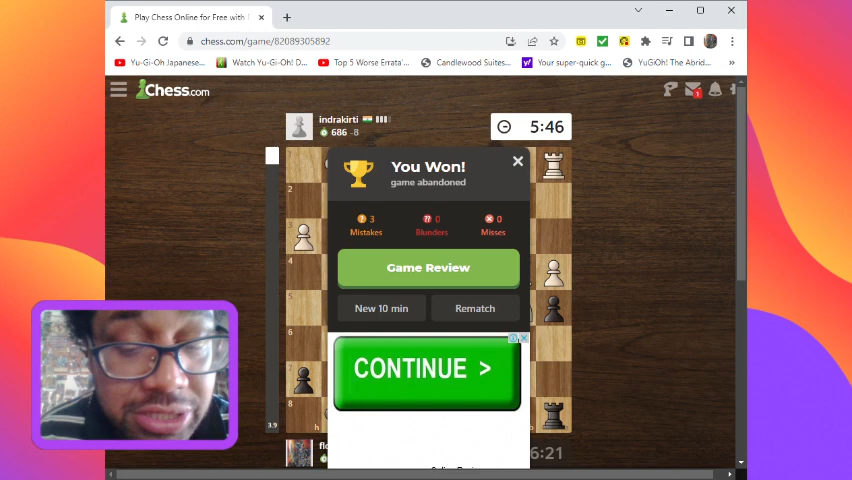 Play Chess Online for Free with
chess.com/game/82089305892
Yu-Gi-Oh Japanese...
Watch Yu-Gi-Oh! D...
Top 5 Worse Errata'...
Candlewood Suites...
Your super-quick g...
YuGiOh! The Abrid...
Chess.com
1
indrakirti
686 -8
5:46
You Won!
game abandoned
3
0
0
Mistakes
Blunders
Misses
Game Review
New 10 min
Rematch
CONTINUE >
2
3
4
5
6
7
8
h
3.9
6:21